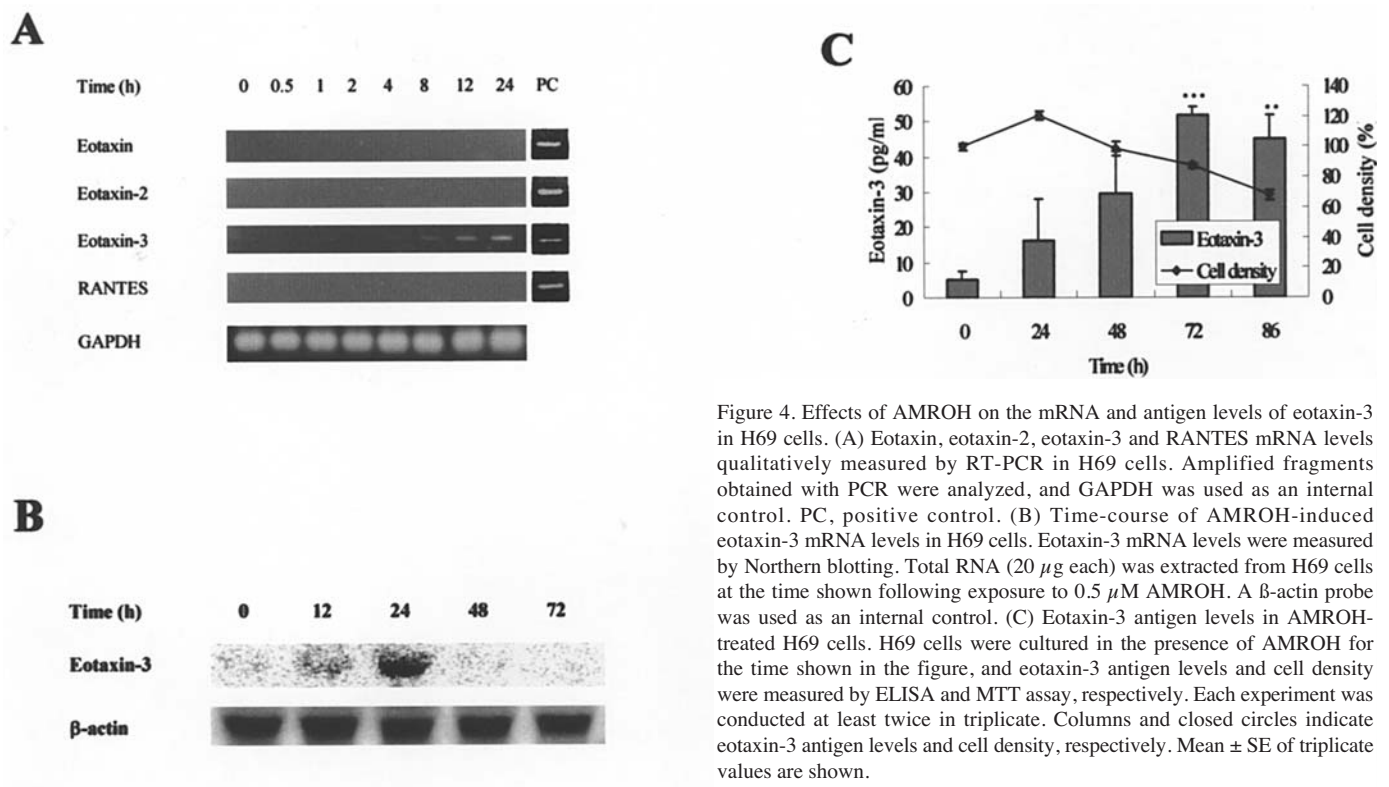 A
Time (h) 0 0.5 1 2 4 8 12 24 PC
Eotaxin
Eotaxin-2
Eotaxin-3
RANTES
GAPDH
B
Time (h) 0 12 24 48 72
Eotaxin-3
β-actin
C
Eotaxin-3 (pg/ml
60
50
40
30
20
10
0
140
120
100
80
60
40
20
0
Cell density (%)
•••
••
Eotaxin-3
Cell density
0 24 48 72 86
Time (h)
Figure 4. Effects of AMROH on the mRNA and antigen levels of eotaxin-3
in H69 cells. (A) Eotaxin, eotaxin-2, eotaxin-3 and RANTES mRNA levels
qualitatively measured by RT-PCR in H69 cells. Amplified fragments
obtained with PCR were analyzed, and GAPDH was used as an internal
control. PC, positive control. (B) Time-course of AMROH-induced
eotaxin-3 mRNA levels in H69 cells. Eotaxin-3 mRNA levels were measured
by Northern blotting. Total RNA (20 µg each) was extracted from H69 cells
at the time shown following exposure to 0.5 µM AMROH. A ß-actin probe
was used as an internal control. (C) Eotaxin-3 antigen levels in AMROH-
treated H69 cells. H69 cells were cultured in the presence of AMROH for
the time shown in the figure, and eotaxin-3 antigen levels and cell density
were measured by ELISA and MTT assay, respectively. Each experiment was
conducted at least twice in triplicate. Columns and closed circles indicate
eotaxin-3 antigen levels and cell density, respectively. Mean ± SE of triplicate
values are shown.